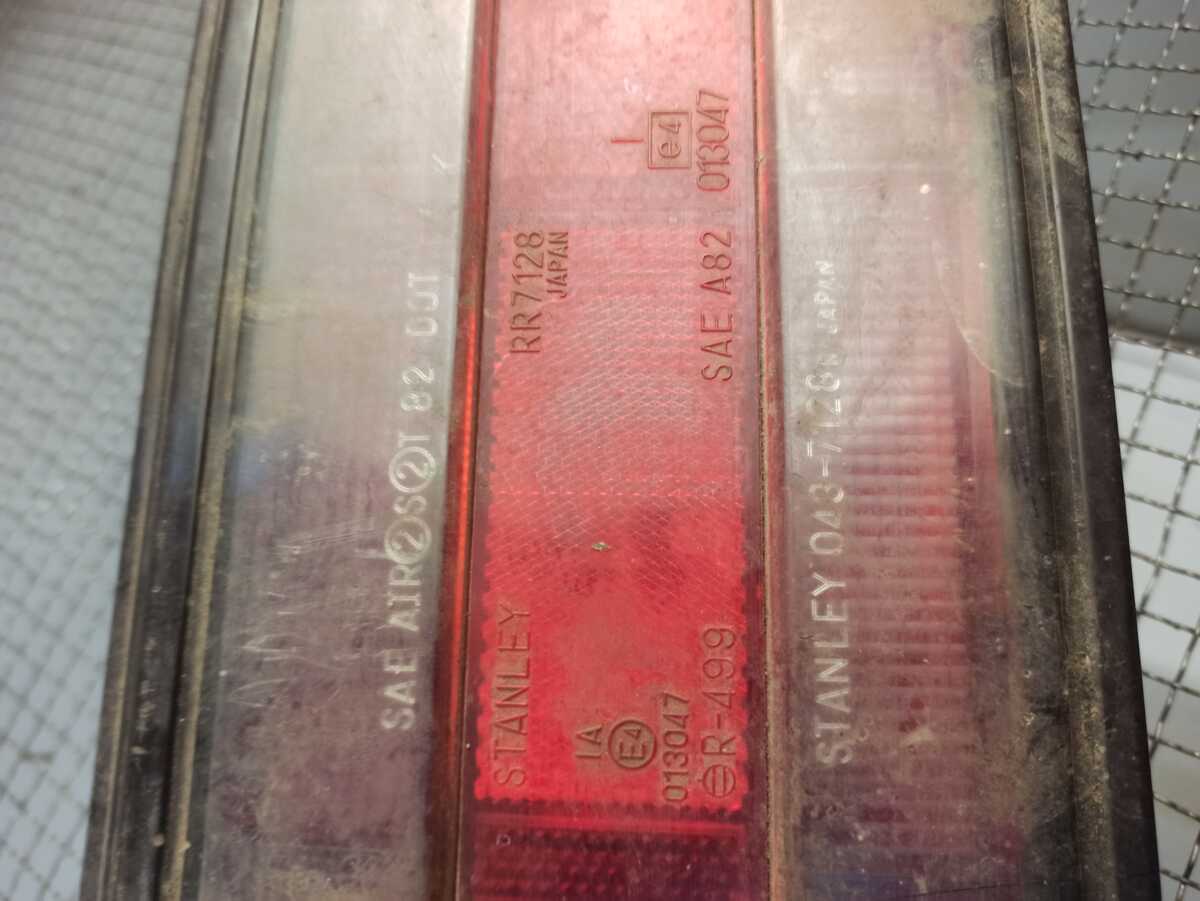 SAE AIR②S②T 82 DOT
STANLEY RR7128
JAPAN
IA
E4
013047
I
e4
R-499 SAE A82 013047
STANLEY 043-7128 JAPAN